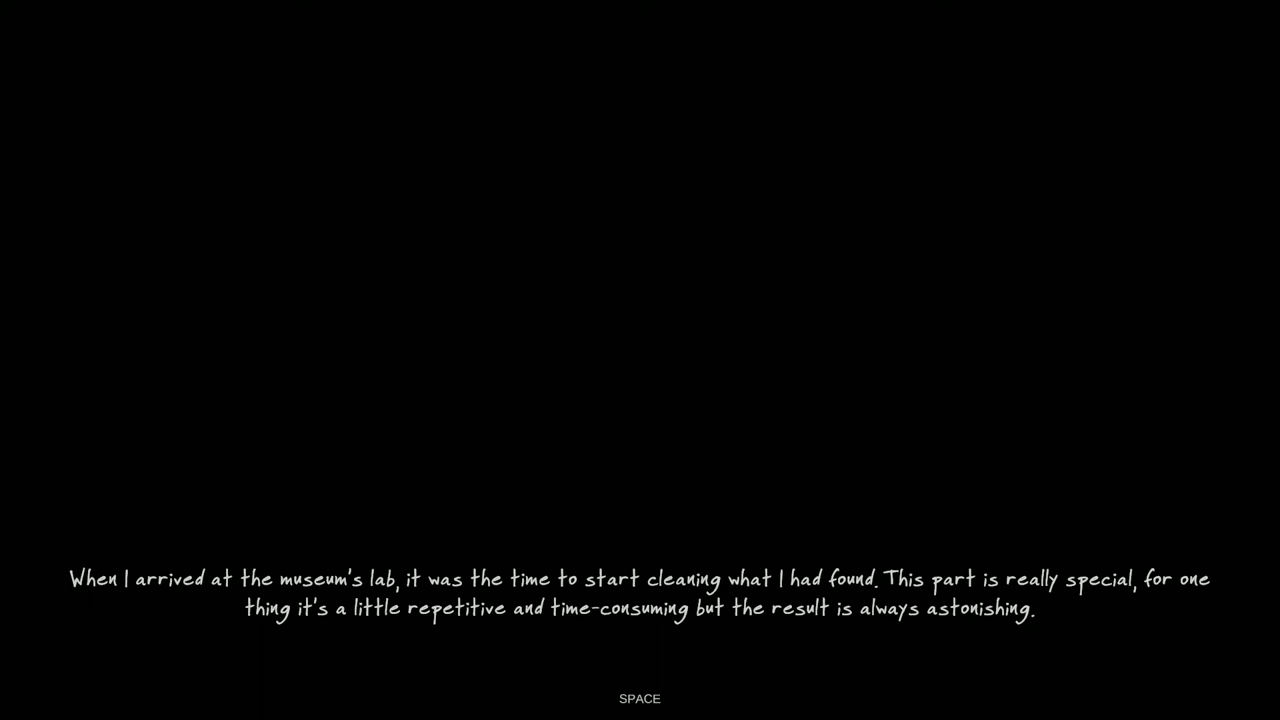 When I arrived at the museum's lab, it was the time to start cleaning what I had found. This part is really special, for one
thing it's a little repetitive and time-consuming but the result is always astonishing.
SPACE